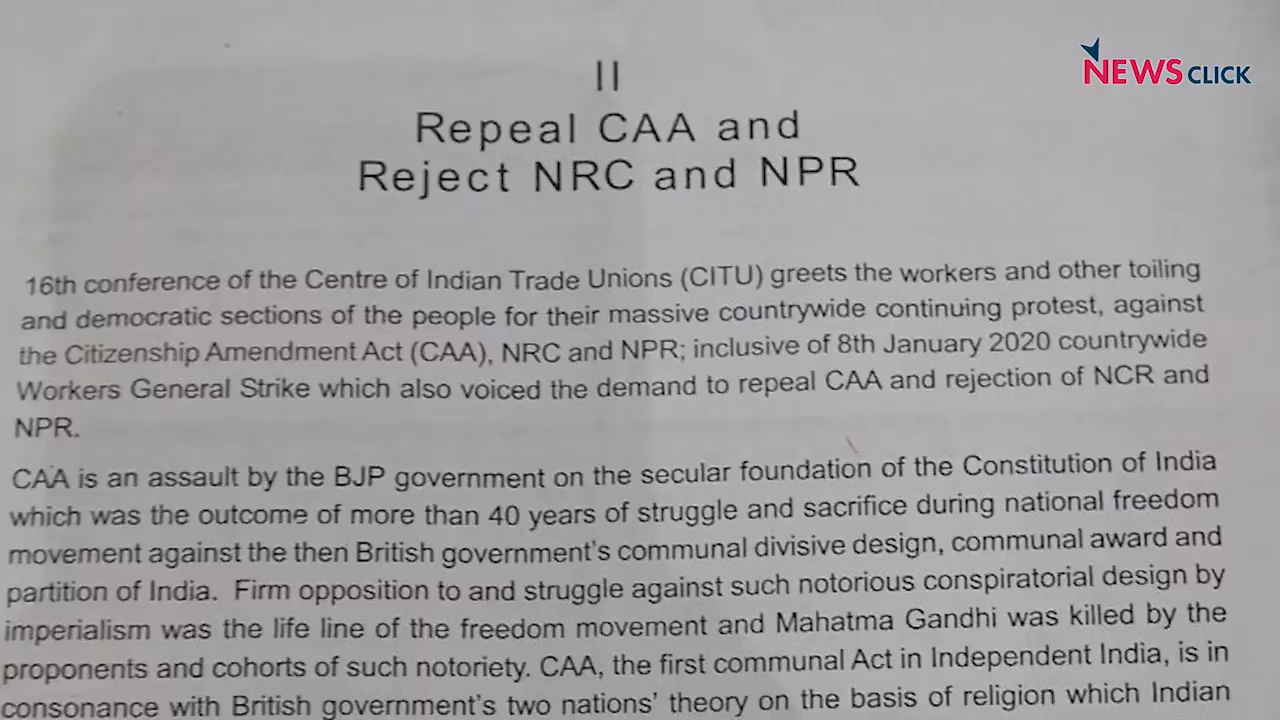 NEWS CLICK
II
Repeal CAA and
Reject NRC and NPR
16th conference of the Centre of Indian Trade Unions (CITU) greets the workers and other toiling
and democratic sections of the people for their massive countrywide continuing protest, against
the Citizenship Amendment Act (CAA), NRC and NPR; inclusive of 8th January 2020 countrywide
Workers General Strike which also voiced the demand to repeal CAA and rejection of NCR and
NPR.
CAA is an assault by the BJP government on the secular foundation of the Constitution of India
which was the outcome of more than 40 years of struggle and sacrifice during national freedom
movement against the then British government's communal divisive design, communal award and
partition of India. Firm opposition to and struggle against such notorious conspiratorial design by
imperialism was the life line of the freedom movement and Mahatma Gandhi was killed by the
proponents and cohorts of such notoriety. CAA, the first communal Act in Independent India, is in
consonance with British government's two nations' theory on the basis of religion which Indian